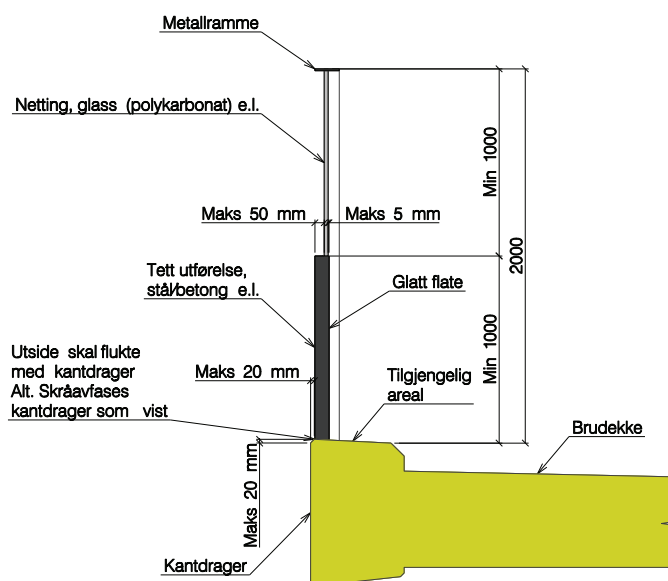 Metallramme
Netting, glass (polykarbonat) e.l.
Min 1000
2000
Maks 50 mm
Maks 5 mm
Tett utførelse,
stål/betong e.l.
Glatt flate
Min 1000
Utside skal flukte
med kantdrager
Alt. Skråavfases
kantdrager som vist
Maks 20 mm
Tilgjengelig
areal
Brudekke
Maks 20 mm
Kantdrager